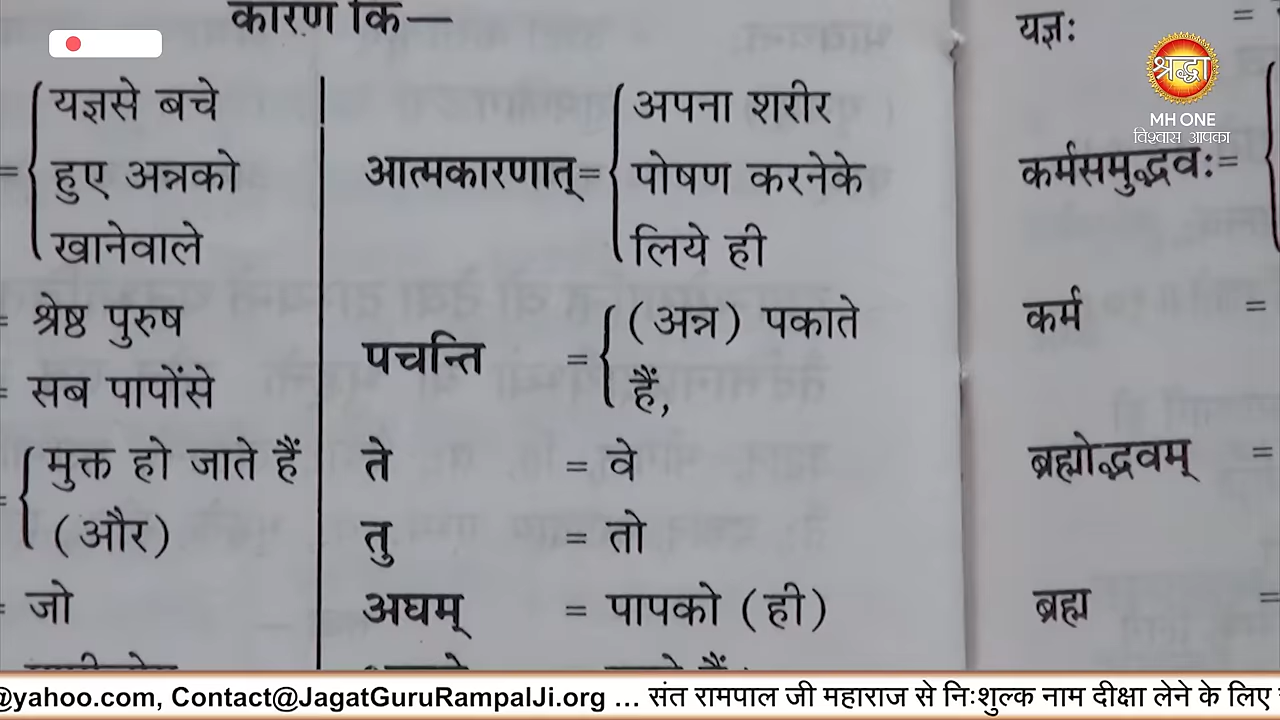 कारण कि—
यज्ञसे बचे
हुए अन्नको
खानेवाले
= श्रेष्ठ पुरुष
= सब पापोंसे
मुक्त हो जाते हैं
(और)
= जो
आत्मकारणात् = अपना शरीर
पोषण करनेके
लिये ही
पचन्ति = (अन्न) पकाते
हैं,
ते = वे
तु = तो
अघम् = पापको (ही)
यज्ञः =
कर्मसमुद्भवः=
कर्म =
ब्रह्मोद्भवम् =
ब्रह्म =
श्रद्धा
MH ONE
विश्वास आपका
@yahoo.com, Contact@JagatGuruRampalJi.org ... संत रामपाल जी महाराज से निःशुल्क नाम दीक्षा लेने के लिए